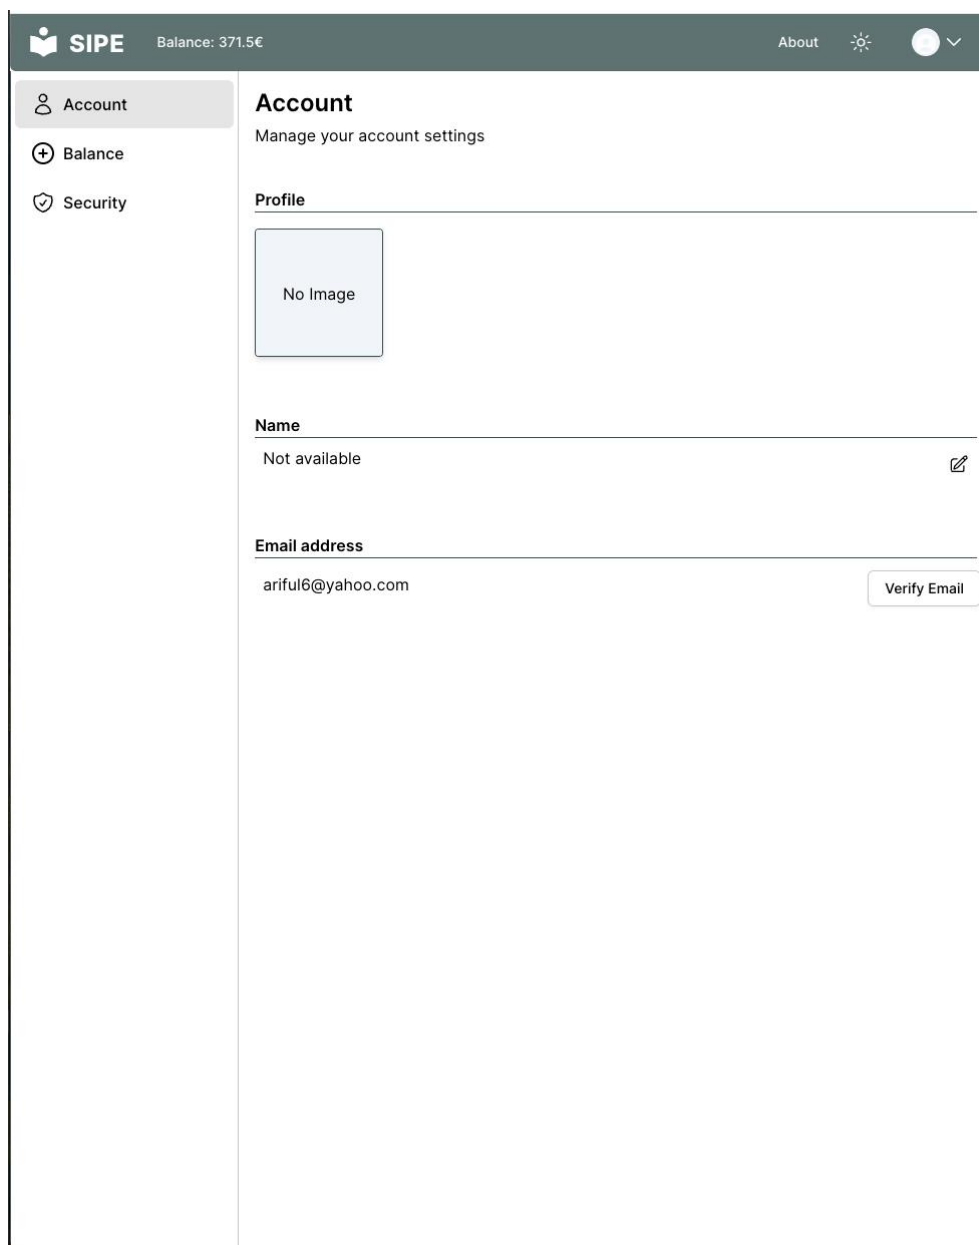 SIPE Balance: 371.5€ About
Account
Balance
Security
Account
Manage your account settings
Profile
No Image
Name
Not available
Email address
ariful6@yahoo.com Verify Email